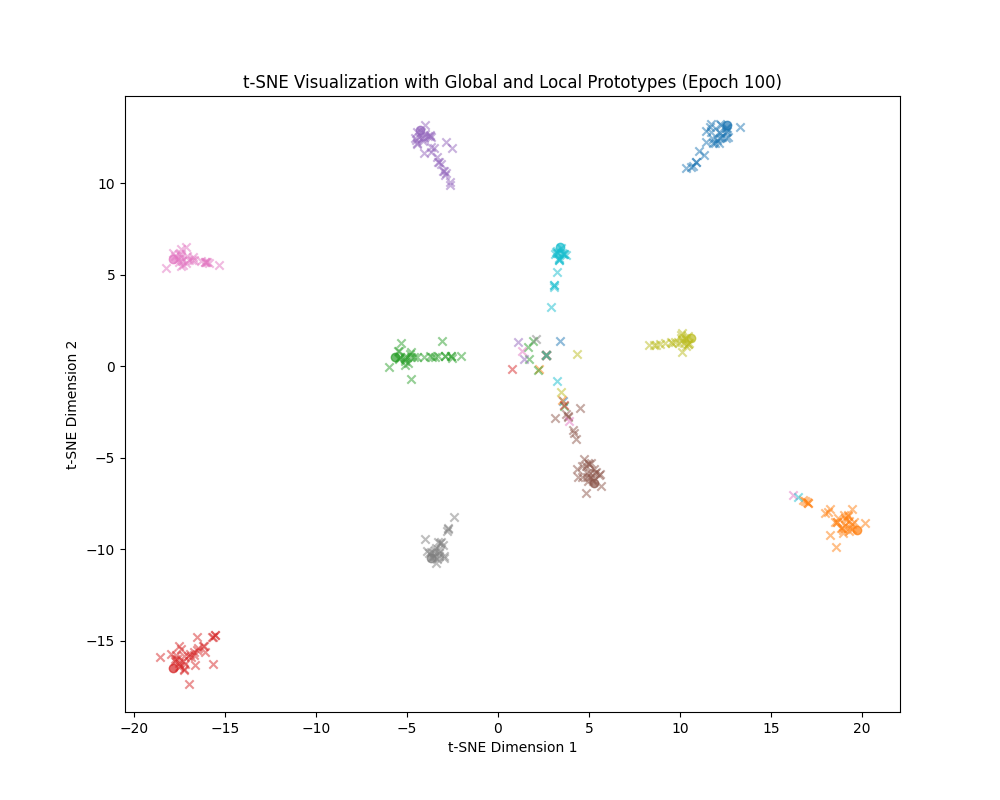 t-SNE Visualization with Global and Local Prototypes (Epoch 100)
10
5
0
−5
−10
−15
t-SNE Dimension 2
−20 −15 −10 −5 0 5 10 15 20
t-SNE Dimension 1